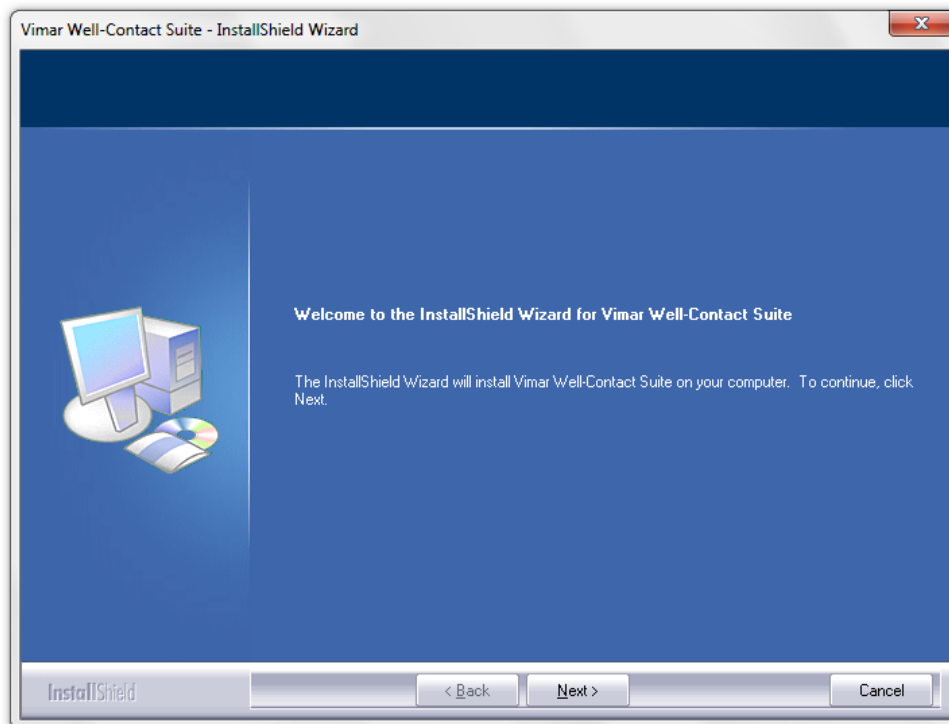 Vimar Well-Contact Suite - InstallShield Wizard
Welcome to the InstallShield Wizard for Vimar Well-Contact Suite
The InstallShield Wizard will install Vimar Well-Contact Suite on your computer.  To continue, click
Next.
InstallShield
< Back
Next >
Cancel